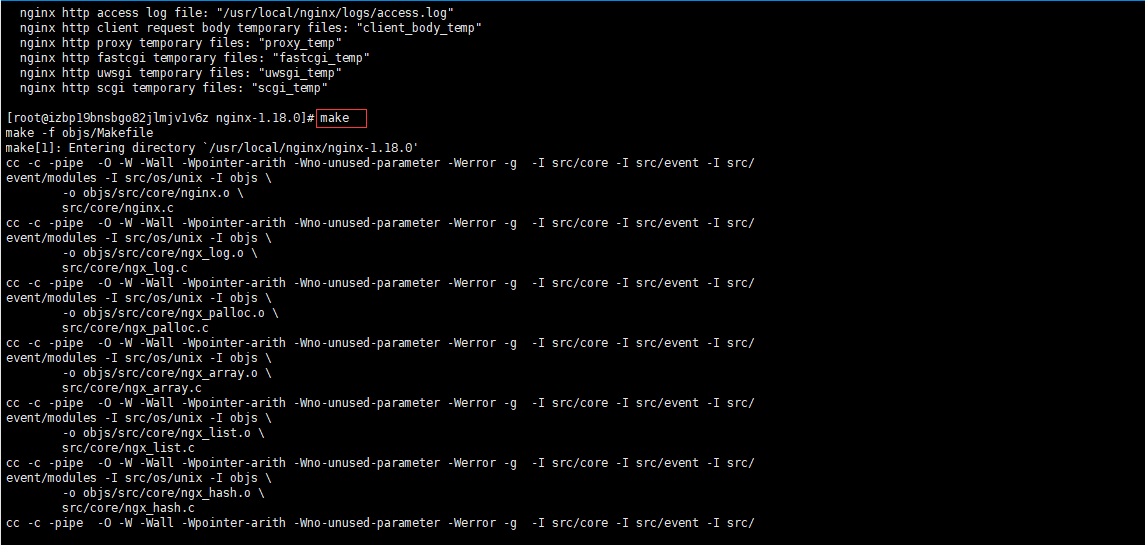 nginx http access log file: "/usr/local/nginx/logs/access.log"
nginx http client request body temporary files: "client_body_temp"
nginx http proxy temporary files: "proxy_temp"
nginx http fastcgi temporary files: "fastcgi_temp"
nginx http uwsgi temporary files: "uwsgi_temp"
nginx http scgi temporary files: "scgi_temp"
[root@izbp19bnsbgo82jlmjv1v6z nginx-1.18.0]# make
make -f objs/Makefile
make[1]: Entering directory `/usr/local/nginx/nginx-1.18.0'
cc -c -pipe  -O -W -Wall -Wpointer-arith -Wno-unused-parameter -Werror -g  -I src/core -I src/event -I src/
event/modules -I src/os/unix -I objs \
-o objs/src/core/nginx.o \
src/core/nginx.c
cc -c -pipe  -O -W -Wall -Wpointer-arith -Wno-unused-parameter -Werror -g  -I src/core -I src/event -I src/
event/modules -I src/os/unix -I objs \
-o objs/src/core/ngx_log.o \
src/core/ngx_log.c
cc -c -pipe  -O -W -Wall -Wpointer-arith -Wno-unused-parameter -Werror -g  -I src/core -I src/event -I src/
event/modules -I src/os/unix -I objs \
-o objs/src/core/ngx_palloc.o \
src/core/ngx_palloc.c
cc -c -pipe  -O -W -Wall -Wpointer-arith -Wno-unused-parameter -Werror -g  -I src/core -I src/event -I src/
event/modules -I src/os/unix -I objs \
-o objs/src/core/ngx_array.o \
src/core/ngx_array.c
cc -c -pipe  -O -W -Wall -Wpointer-arith -Wno-unused-parameter -Werror -g  -I src/core -I src/event -I src/
event/modules -I src/os/unix -I objs \
-o objs/src/core/ngx_list.o \
src/core/ngx_list.c
cc -c -pipe  -O -W -Wall -Wpointer-arith -Wno-unused-parameter -Werror -g  -I src/core -I src/event -I src/
event/modules -I src/os/unix -I objs \
-o objs/src/core/ngx_hash.o \
src/core/ngx_hash.c
cc -c -pipe  -O -W -Wall -Wpointer-arith -Wno-unused-parameter -Werror -g  -I src/core -I src/event -I src/